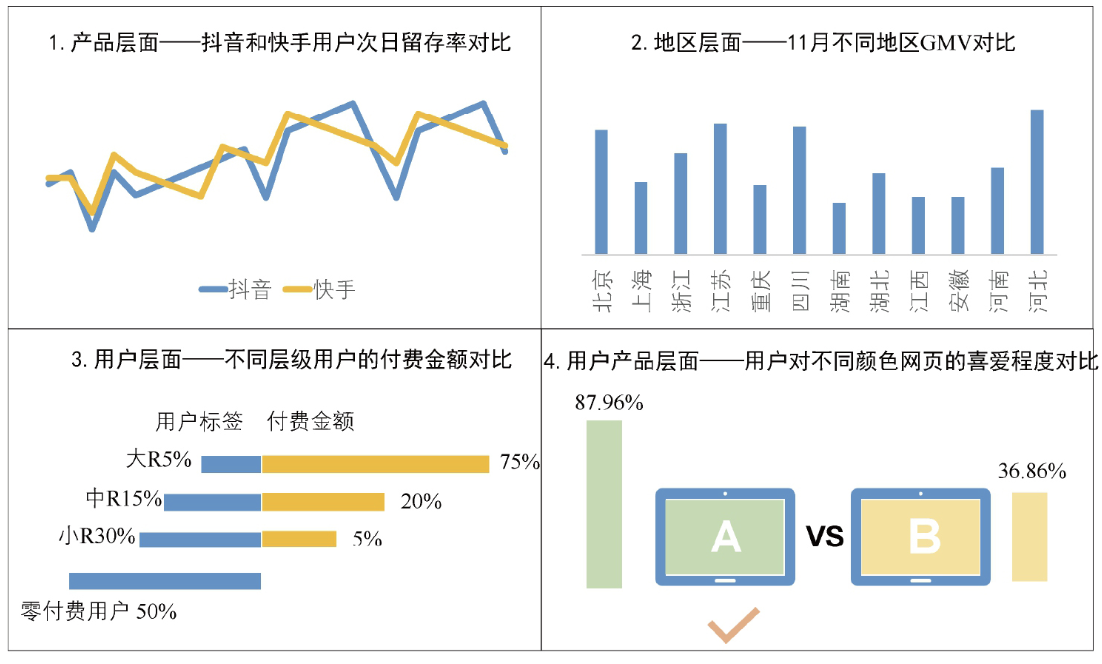 1. 产品层面——抖音和快手用户次日留存率对比
抖音 快手
2. 地区层面——11月不同地区GMV对比
北京 上海 浙江 江苏 重庆 四川 湖南 湖北 江西 安徽 河南 河北
3. 用户层面——不同层级用户的付费金额对比
用户标签 付费金额
大R5% 75%
中R15% 20%
小R30% 5%
零付费用户 50%
4. 用户产品层面——用户对不同颜色网页的喜爱程度对比
87.96%
36.86%
A VS B